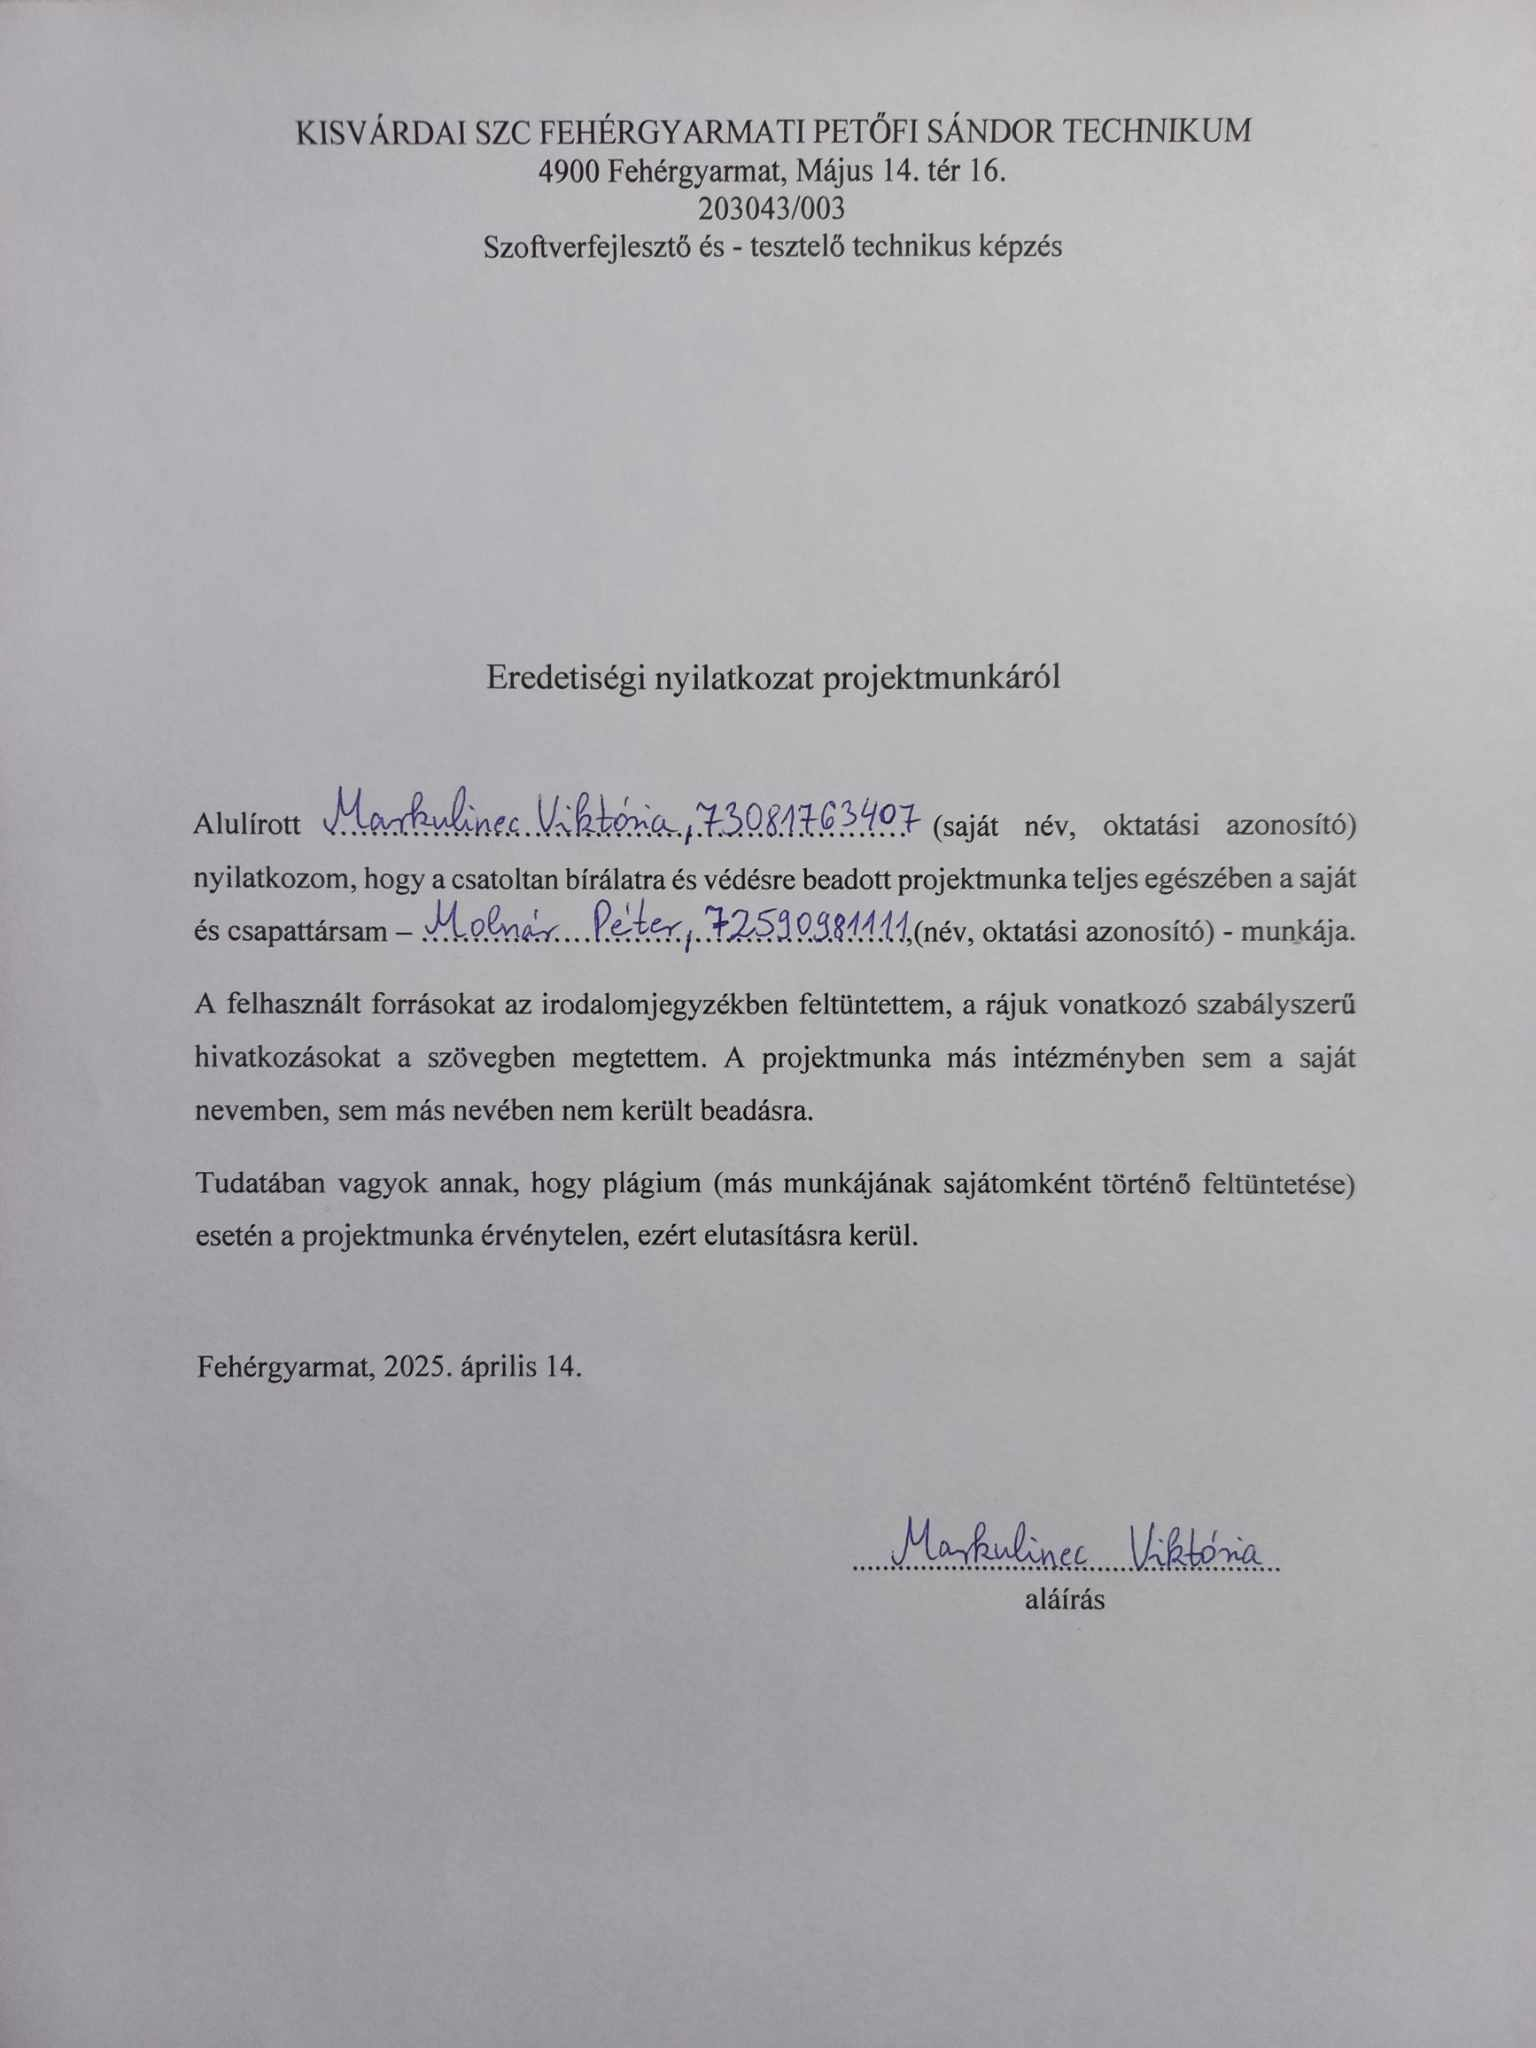 KISVÁRDAI SZC FEHÉRGYARMATI PETŐFI SÁNDOR TECHNIKUM
4900 Fehérgyarmat, Május 14. tér 16.
203043/003
Szoftverfejlesztő és - tesztelő technikus képzés
Eredetiségi nyilatkozat projektmunkáról
Alulírott Markulinec Viktória, 73081763407 (saját név, oktatási azonosító)
nyilatkozom, hogy a csatoltan bírálatra és védésre beadott projektmunka teljes egészében a saját
és csapattársam – Molnár Péter, 72590981111,(név, oktatási azonosító) - munkája.
A felhasznált forrásokat az irodalomjegyzékben feltüntettem, a rájuk vonatkozó szabályszerű
hivatkozásokat a szövegben megtettem. A projektmunka más intézményben sem a saját
nevemben, sem más nevében nem került beadásra.
Tudatában vagyok annak, hogy plágium (más munkájának sajátomként történő feltüntetése)
esetén a projektmunka érvénytelen, ezért elutasításra kerül.
Fehérgyarmat, 2025. április 14.
Markulinec Viktória
aláírás